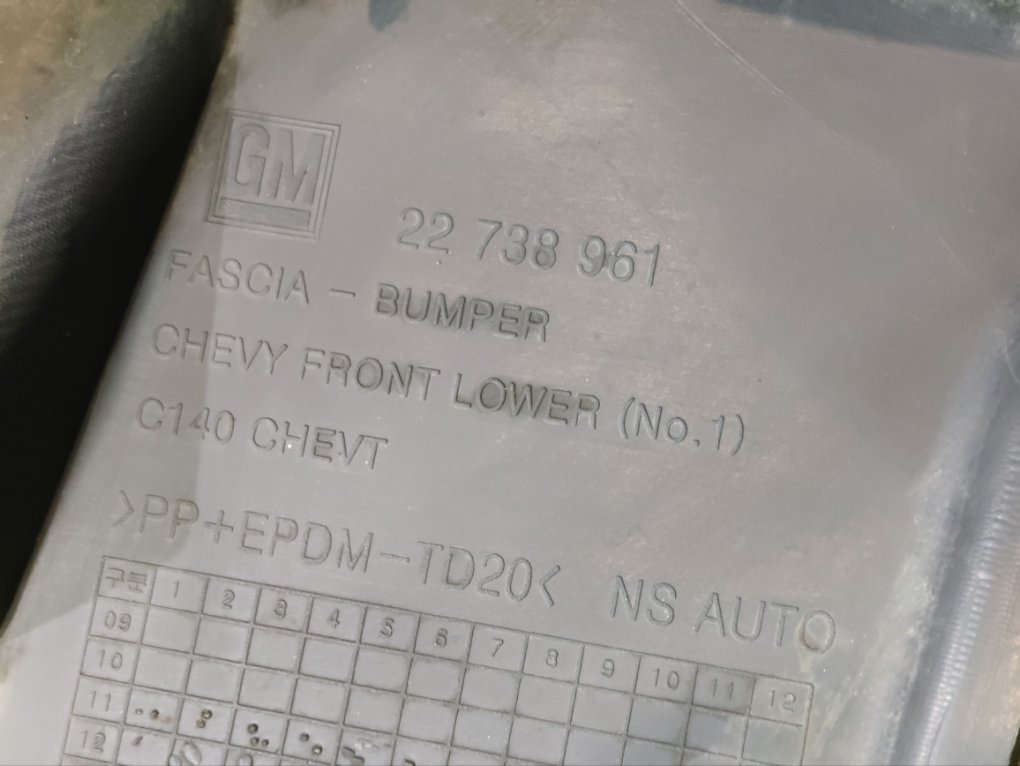 GM
22 738 961
FASCIA - BUMPER
CHEVY FRONT LOWER (No.1)
C140 CHEVT
>PP+EPDM-TD20< NS AUTO
구분 1 2 3 4 5 6 7 8 9 10 11 12
09
10
11
12